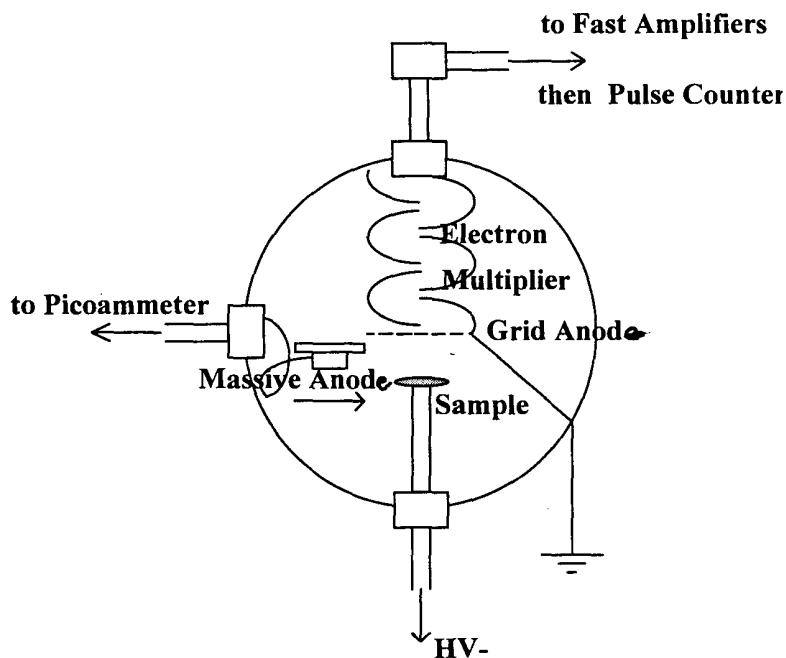 to Fast Amplifiers
then Pulse Counter
Electron
Multiplier
to Picoammeter
Grid Anode
Massive Anode
Sample
HV-